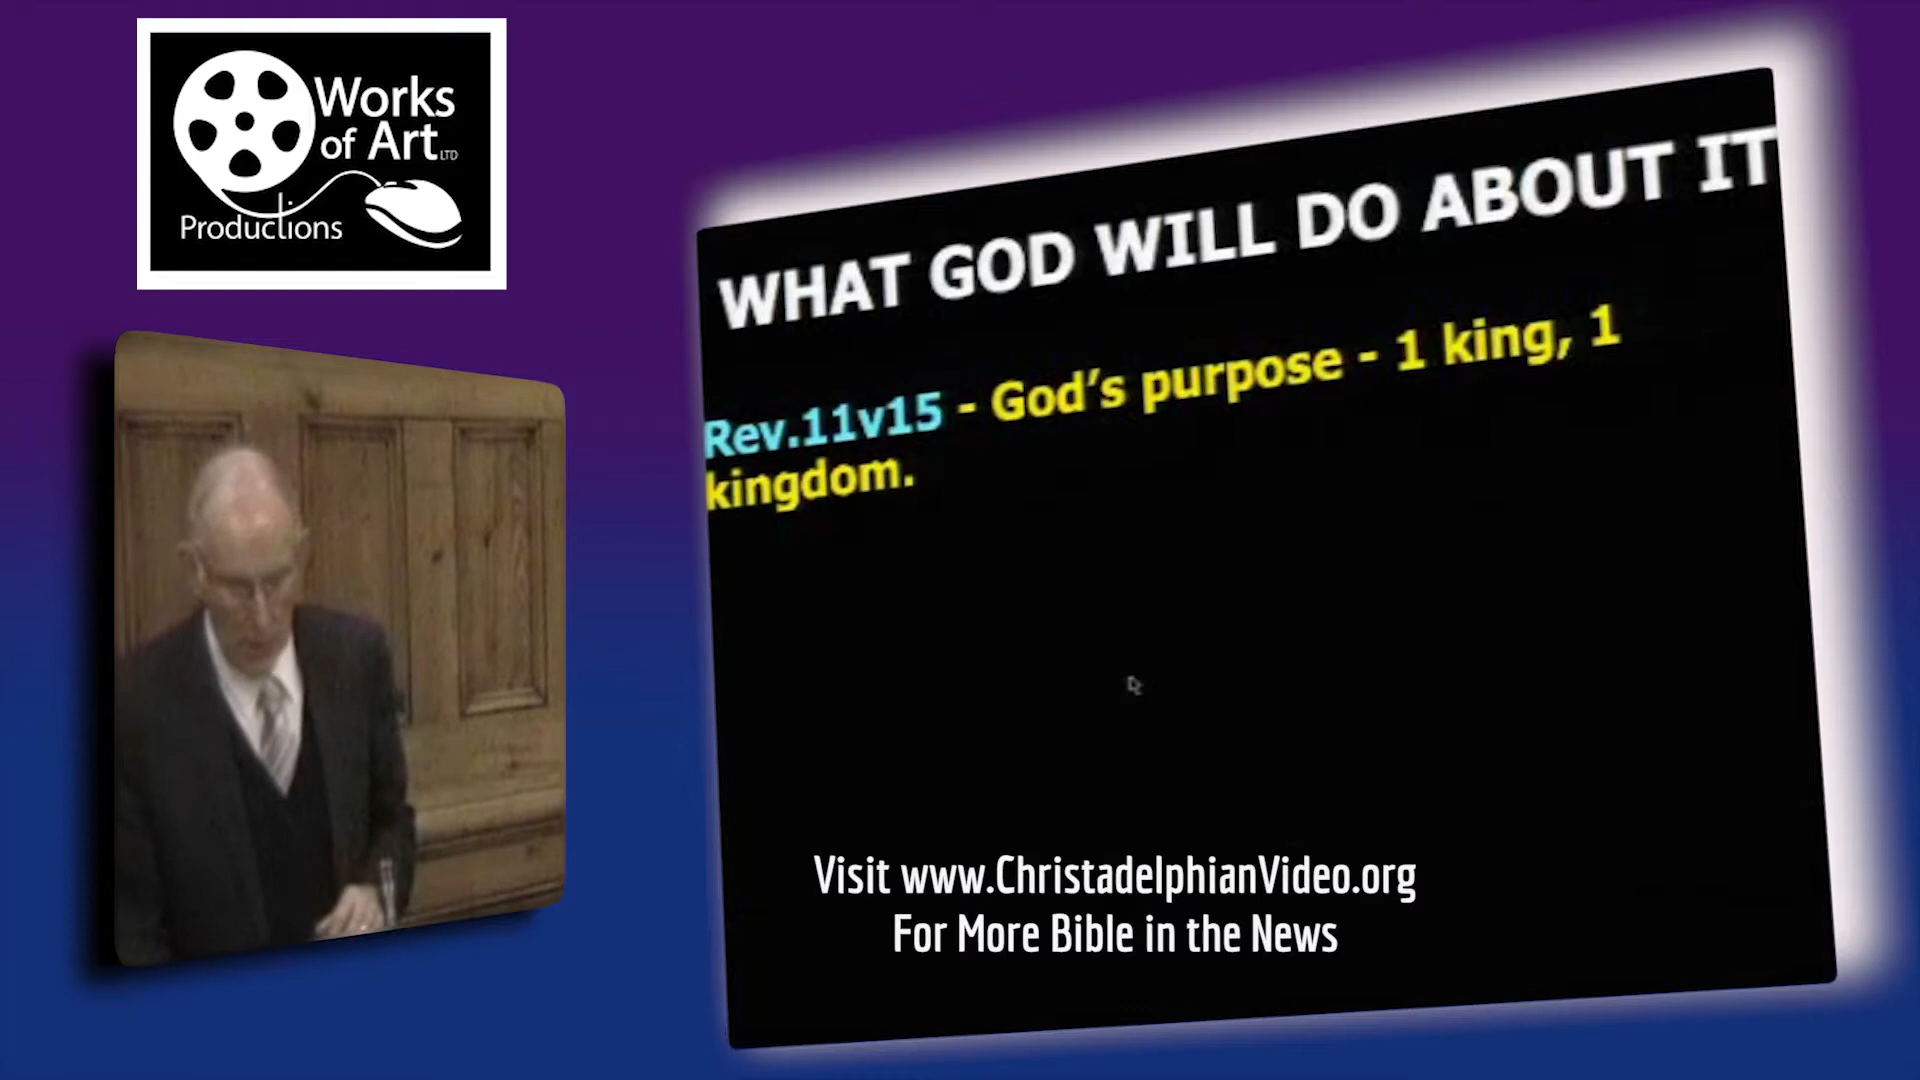 Works
of Art LTD
Productions
WHAT GOD WILL DO ABOUT IT
Rev.11v15 - God's purpose - 1 king, 1
kingdom.
Visit www.ChristadelphianVideo.org
For More Bible in the News